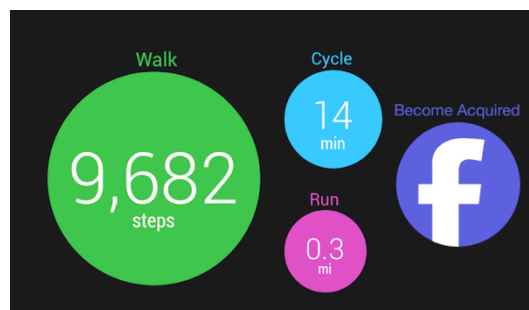 Walk
9,682
steps
Cycle
14
min
Run
0.3
mi
Become Acquired
f